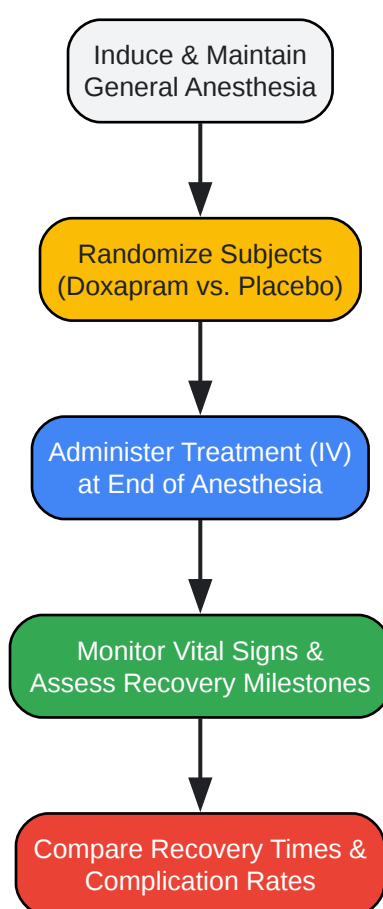 Induce & Maintain
General Anesthesia
Randomize Subjects
(Doxapram vs. Placebo)
Administer Treatment (IV)
at End of Anesthesia
Monitor Vital Signs &
Assess Recovery Milestones
Compare Recovery Times &
Complication Rates